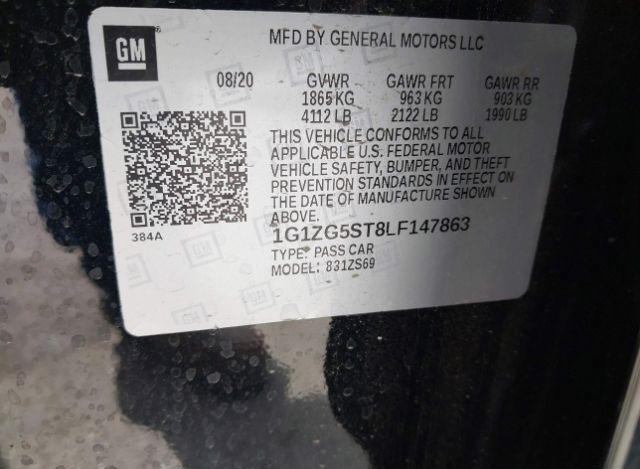 GM
MFD BY GENERAL MOTORS LLC
08/20 GVWR GAWR FRT GAWR RR
1865 KG 963 KG 903 KG
4112 LB 2122 LB 1990 LB
THIS VEHICLE CONFORMS TO ALL
APPLICABLE U.S. FEDERAL MOTOR
VEHICLE SAFETY, BUMPER, AND THEFT
PREVENTION STANDARDS IN EFFECT ON
THE DATE OF MANUFACTURE SHOWN
ABOVE.
384A
1G1ZG5ST8LF147863
TYPE: PASS CAR
MODEL: 831ZS69